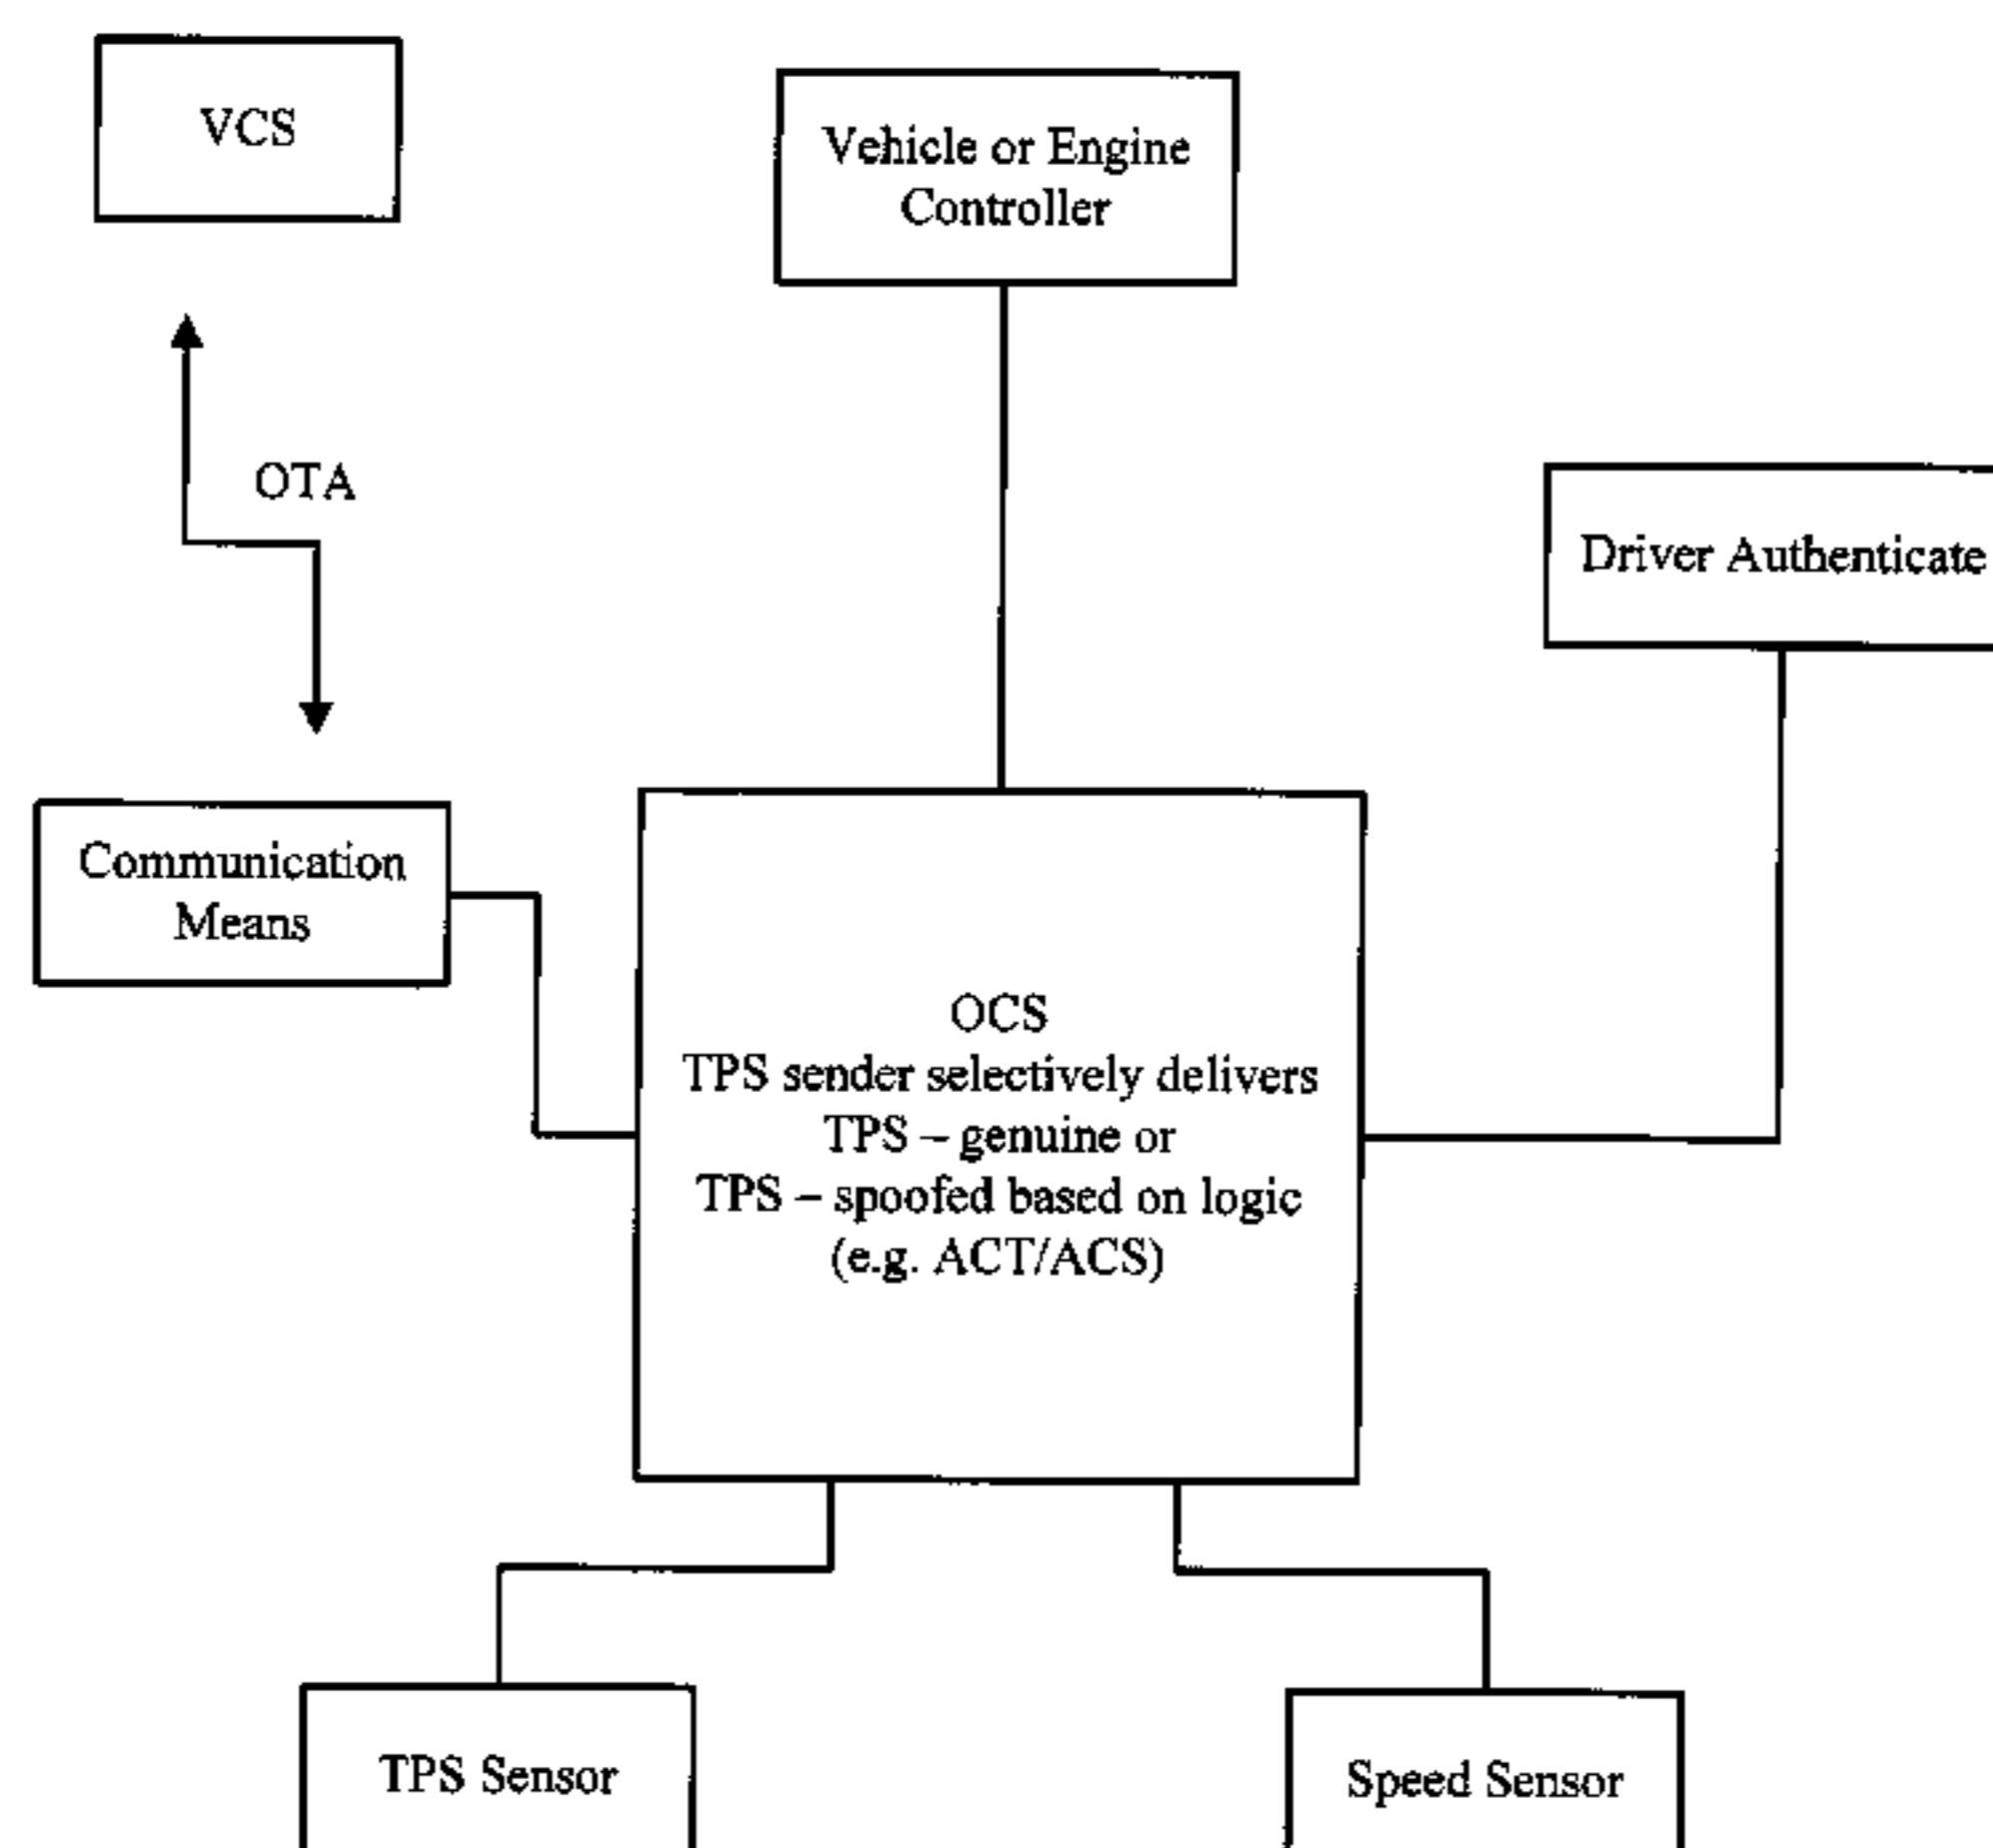 VCS
Vehicle or Engine
Controller
OTA
Driver Authenticate
Communication
Means
OCS
TPS sender selectively delivers
TPS – genuine or
TPS – spoofed based on logic
(e.g. ACT/ACS)
TPS Sensor
Speed Sensor